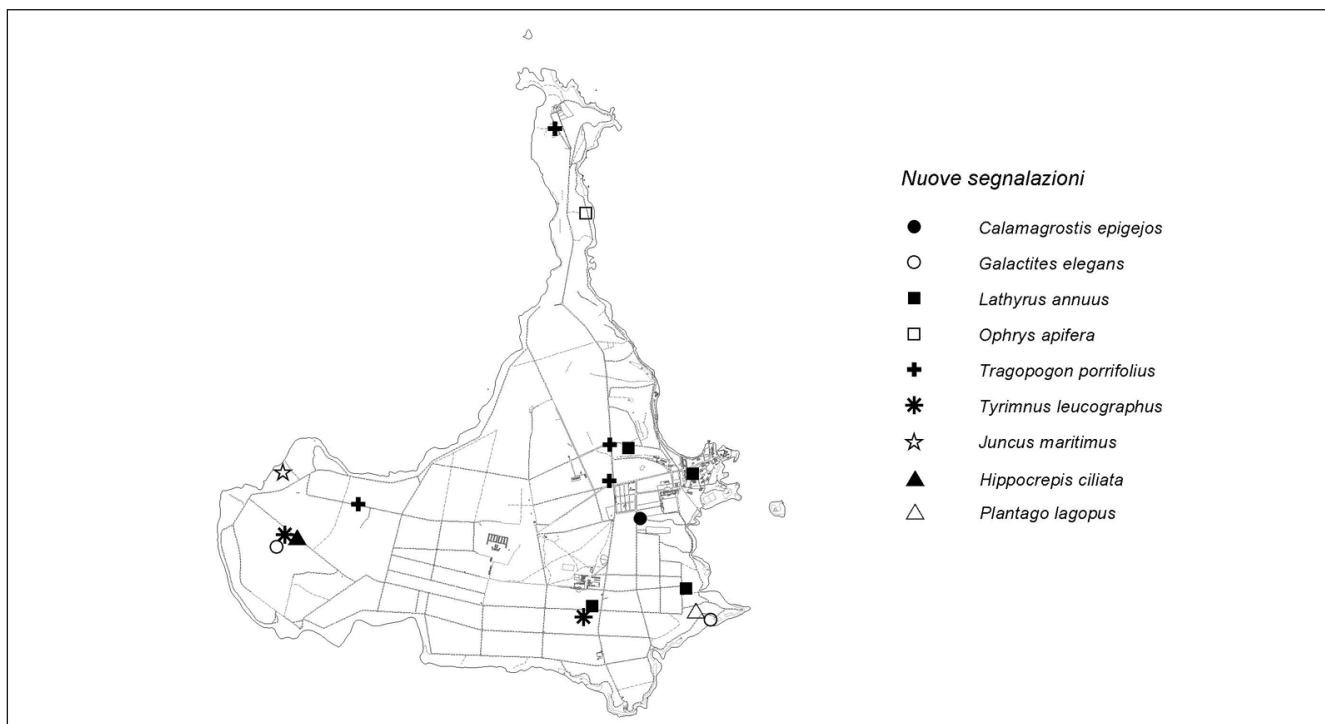 Nuove segnalazioni
Calamagrostis epigejos
Galactites elegans
Lathyrus annuus
Ophrys apifera
Tragopogon porrifolius
Tyrimnus leucographus
Juncus maritimus
Hippocrepis ciliata
Plantago lagopus